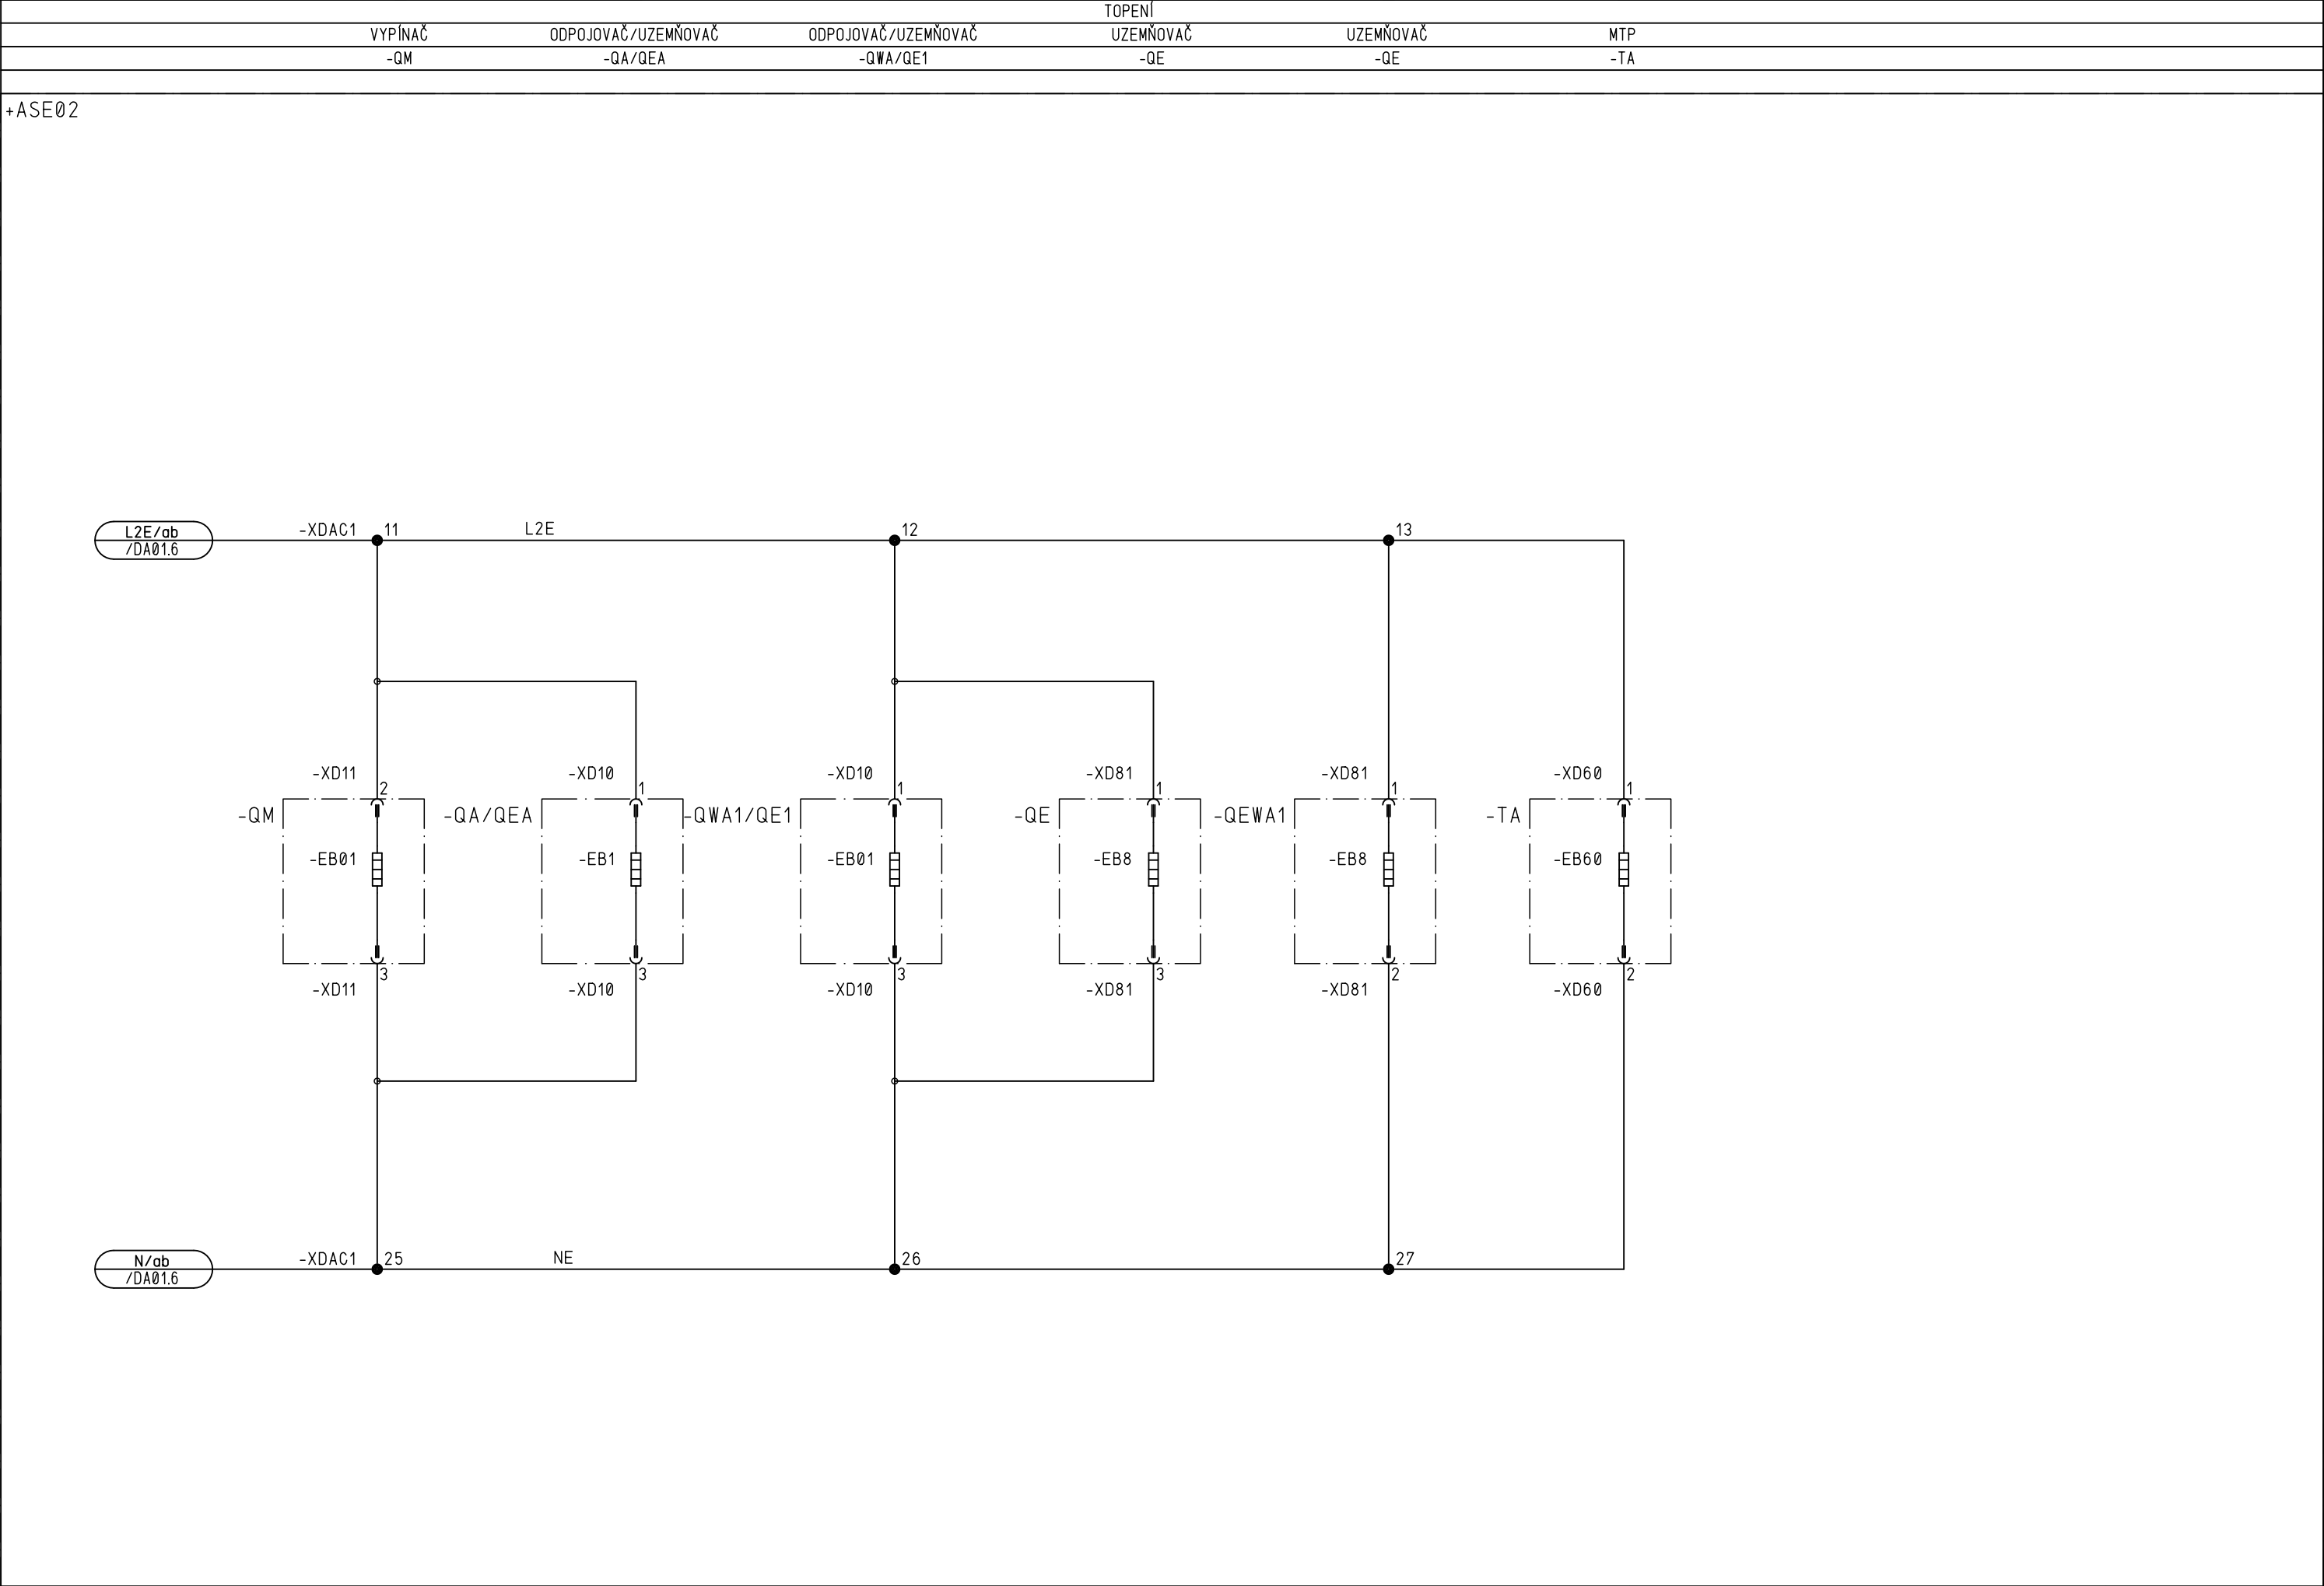 TOPENÍ
VYPÍNAČ ODPOJOVAČ/UZEMŇOVAČ ODPOJOVAČ/UZEMŇOVAČ UZEMŇOVAČ UZEMŇOVAČ MTP
-QM -QA/QEA -QWA/QE1 -QE -QE -TA
+ASE02
L2E/ab -XDAC1 11 L2E 12 13
/DA01.6
-XD11 -XD10 -XD10 -XD81 -XD81 -XD60
2 1 1 1 1 1
-QM -QA/QEA -QWA1/QE1 -QE -QEWA1 -TA
-EB01 -EB1 -EB01 -EB8 -EB8 -EB60
3 3 3 3 2 2
-XD11 -XD10 -XD10 -XD81 -XD81 -XD60
N/ab -XDAC1 25 NE 26 27
/DA01.6